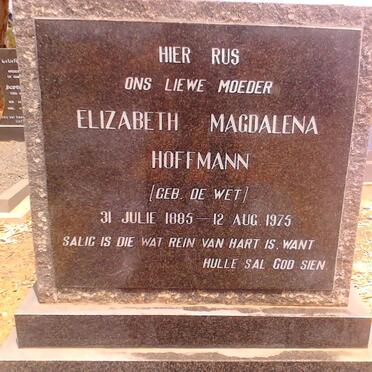 HIER RUS
ONS LIEWE MOEDER
ELIZABETH MAGDALENA
HOFFMANN
[GEB. DE WET]
31 JULIE 1885 — 12 AUG. 1975
SALIG IS DIE WAT REIN VAN HART IS, WANT
HULLE SAL GOD SIEN.